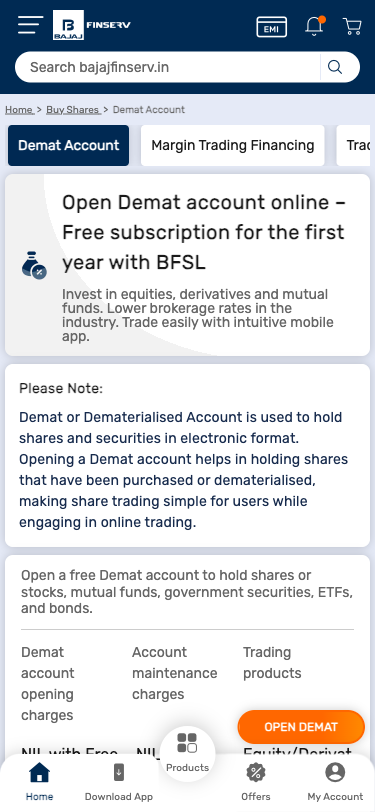 B
BAJAJ
FINSERV
EMI
Search bajajfinserv.in
Home > Buy Shares > Demat Account
Demat Account
Margin Trading Financing
Trad
Open Demat account online –
Free subscription for the first
year with BFSL
Invest in equities, derivatives and mutual
funds. Lower brokerage rates in the
industry. Trade easily with intuitive mobile
app.
Please Note:
Demat or Dematerialised Account is used to hold
shares and securities in electronic format.
Opening a Demat account helps in holding shares
that have been purchased or dematerialised,
making share trading simple for users while
engaging in online trading.
Open a free Demat account to hold shares or
stocks, mutual funds, government securities, ETFs,
and bonds.
Demat
account
opening
charges
Account
maintenance
charges
Trading
products
OPEN DEMAT
NIL with Free
NIL
Equity/Derivat
Home
Download App
Products
Offers
My Account